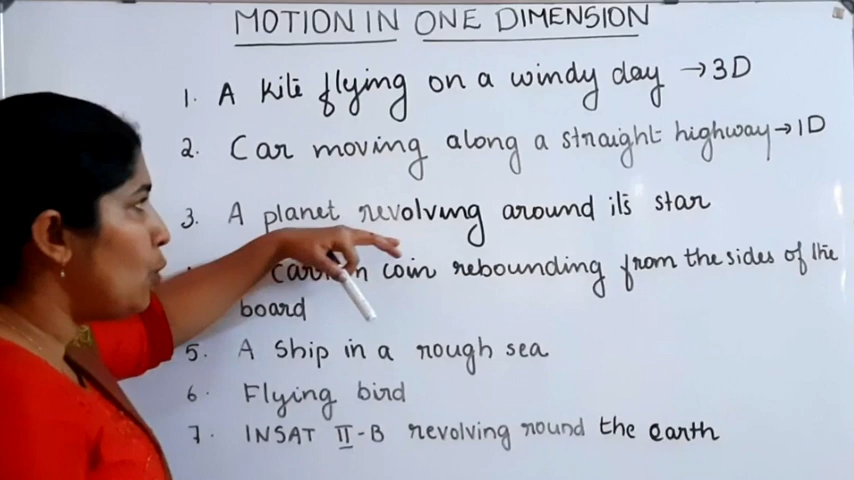 MOTION IN ONE DIMENSION
1. A kite flying on a windy day → 3D
2. Car moving along a straight highway → 1D
3. A planet revolving around it's star
coin rebounding from the sides of the
board
5. A ship in a rough sea
6. Flying bird
7. INSAT II-B revolving round the earth